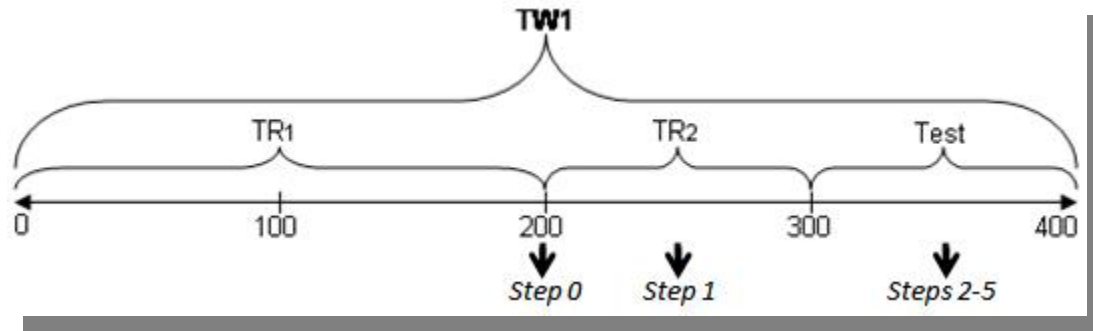 TW1
TR1 TR2 Test
0 100 200 300 400
Step 0 Step 1 Steps 2-5